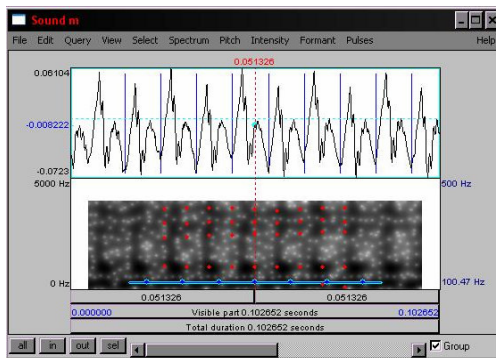 Sound m
File Edit Query View Select Spectrum Pitch Intensity Formant Pulses Help
0.051326
0.06104
-0.008222
-0.0723
5000 Hz 500 Hz
0 Hz 100.47 Hz
0.051326 0.051326
0.000000 Visible part 0.102652 seconds 0.102652
Total duration 0.102652 seconds
all in out sel Group